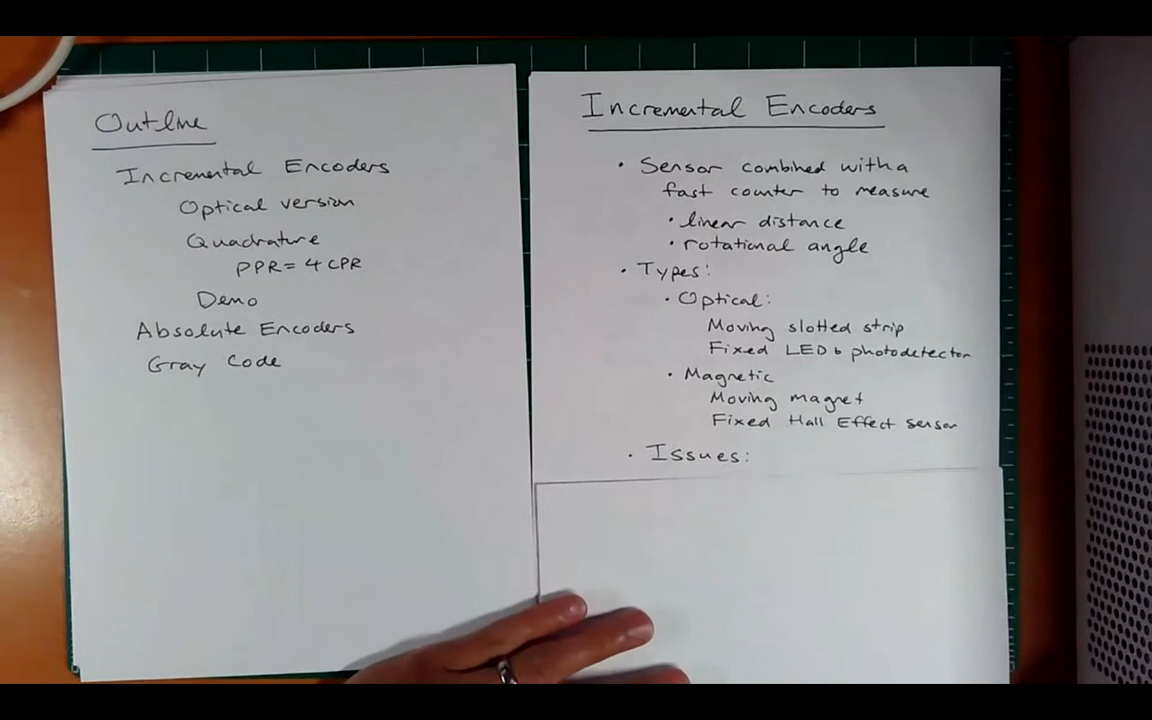 Outline
Incremental Encoders
Optical version
Quadrature
PPR = 4 CPR
Demo
Absolute Encoders
Gray Code
Incremental Encoders
• Sensor combined with a
fast counter to measure
• linear distance
• rotational angle
• Types:
• Optical:
Moving slotted strip
Fixed LED & photodetector
• Magnetic
Moving magnet
Fixed Hall Effect sensor
• Issues: